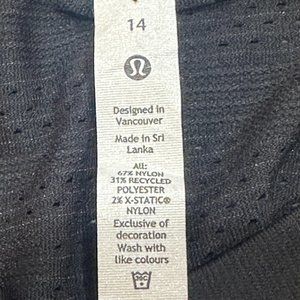 14
Designed in
Vancouver
Made in Sri
Lanka
All:
67% NYLON
31% RECYCLED
POLYESTER
2% X-STATIC®
NYLON
Exclusive of
decoration
Wash with
like colours